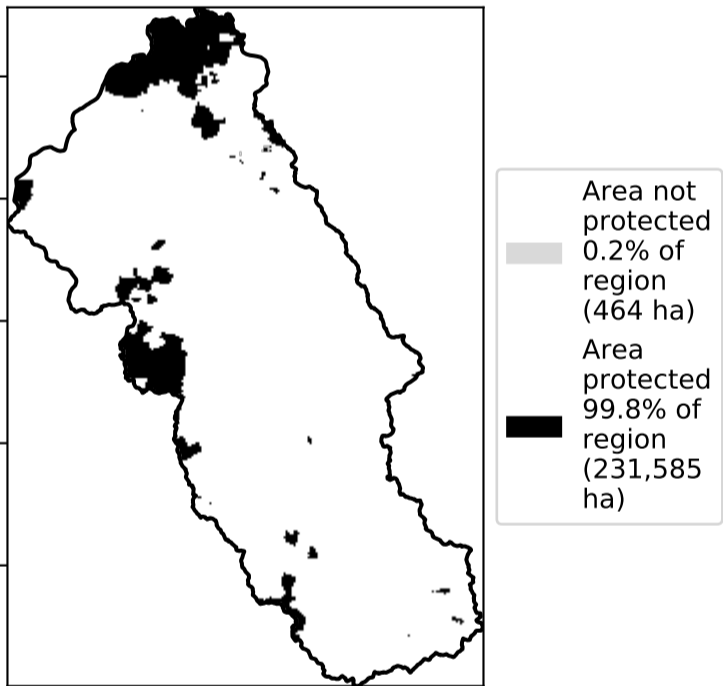 Area not
protected
0.2% of
region
(464 ha)
Area
protected
99.8% of
region
(231,585
ha)